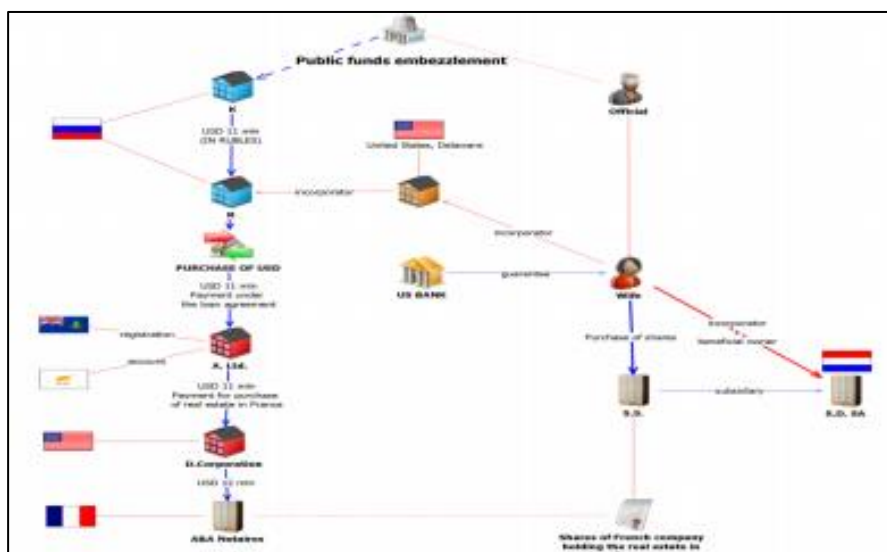 Public funds embezzlement
K
Official
USD 11 mln
(IN RUBLES)
United States, Delaware
incorporator
incorporator
PURCHASE OF USD
US BANK
guarantee
Wife
USD 11 mln
Payment under
the loan agreement
registration
account
A. Ltd.
Purchase of shares
incorporator
beneficial owner
USD 11 mln
Payment for purchase
of real estate in France
S.D.
subsidiary
S.D. SA
D.Corporation
USD 11 mln
A&A Notaires
Shares of French company
holding the real estate in